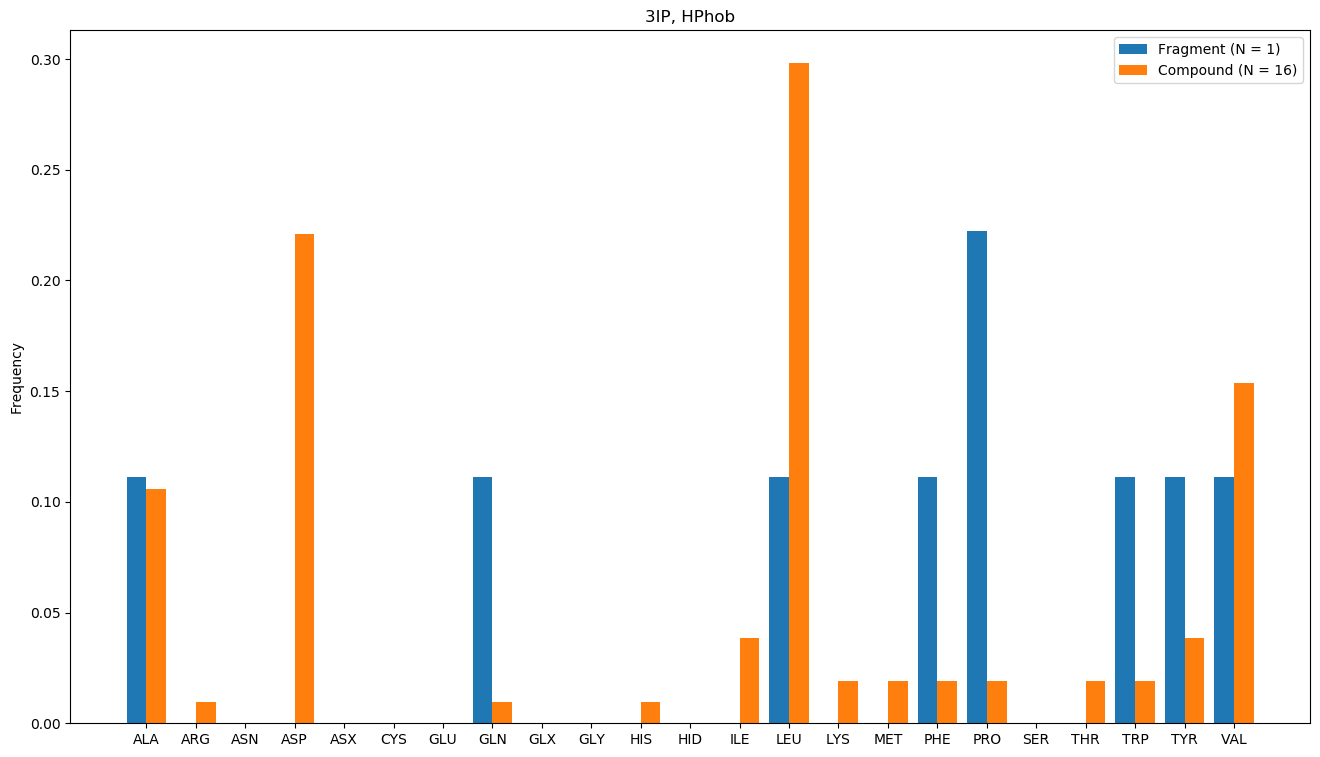 3IP, HPhob
Fragment (N = 1)
Compound (N = 16)
Frequency
0.30
0.25
0.20
0.15
0.10
0.05
0.00
ALA ARG ASN ASP ASX CYS GLU GLN GLX GLY HIS HID ILE LEU LYS MET PHE PRO SER THR TRP TYR VAL